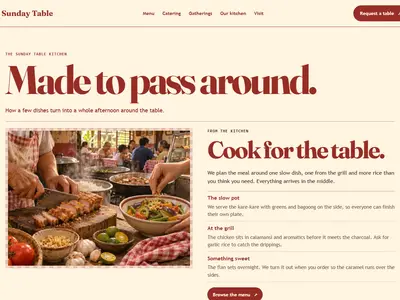 Sunday Table
Menu Catering Gatherings Our kitchen Visit
Request a table ↗
THE SUNDAY TABLE KITCHEN
Made to pass around.
How a few dishes turn into a whole afternoon around the table.
FROM THE KITCHEN
Cook for the table.
We plan the meal around one slow dish, one from the grill and more rice than
you think you need. Everything arrives in the middle.
The slow pot
We serve the kare-kare with greens and bagoong on the side, so everyone can finish
their own plate.
At the grill
The chicken sits in calamansi and aromatics before it meets the charcoal. Ask for
garlic rice to catch the drippings.
Something sweet
The flan sets overnight. We turn it out when you order so the caramel runs over the
sides.
Browse the menu ↗